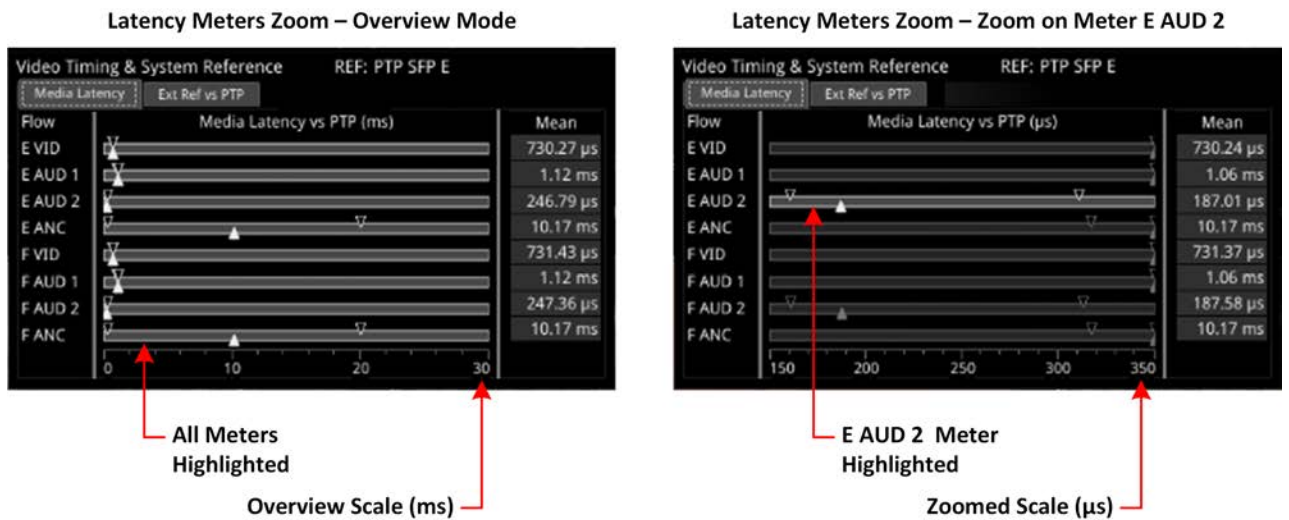 Latency Meters Zoom – Overview Mode
Video Timing & System Reference REF: PTP SFP E
Media Latency Ext Ref vs PTP
Flow Media Latency vs PTP (ms) Mean
E VID 730.27 µs
E AUD 1 1.12 ms
E AUD 2 246.79 µs
E ANC 10.17 ms
F VID 731.43 µs
F AUD 1 1.12 ms
F AUD 2 247.36 µs
F ANC 10.17 ms
0 10 20 30
All Meters
Highlighted
Overview Scale (ms)
Latency Meters Zoom – Zoom on Meter E AUD 2
Video Timing & System Reference REF: PTP SFP E
Media Latency Ext Ref vs PTP
Flow Media Latency vs PTP (µs) Mean
E VID 730.24 µs
E AUD 1 1.06 ms
E AUD 2 187.01 µs
E ANC 10.17 ms
F VID 731.37 µs
F AUD 1 1.06 ms
F AUD 2 187.58 µs
F ANC 10.17 ms
150 200 250 300 350
E AUD 2 Meter
Highlighted
Zoomed Scale (µs)